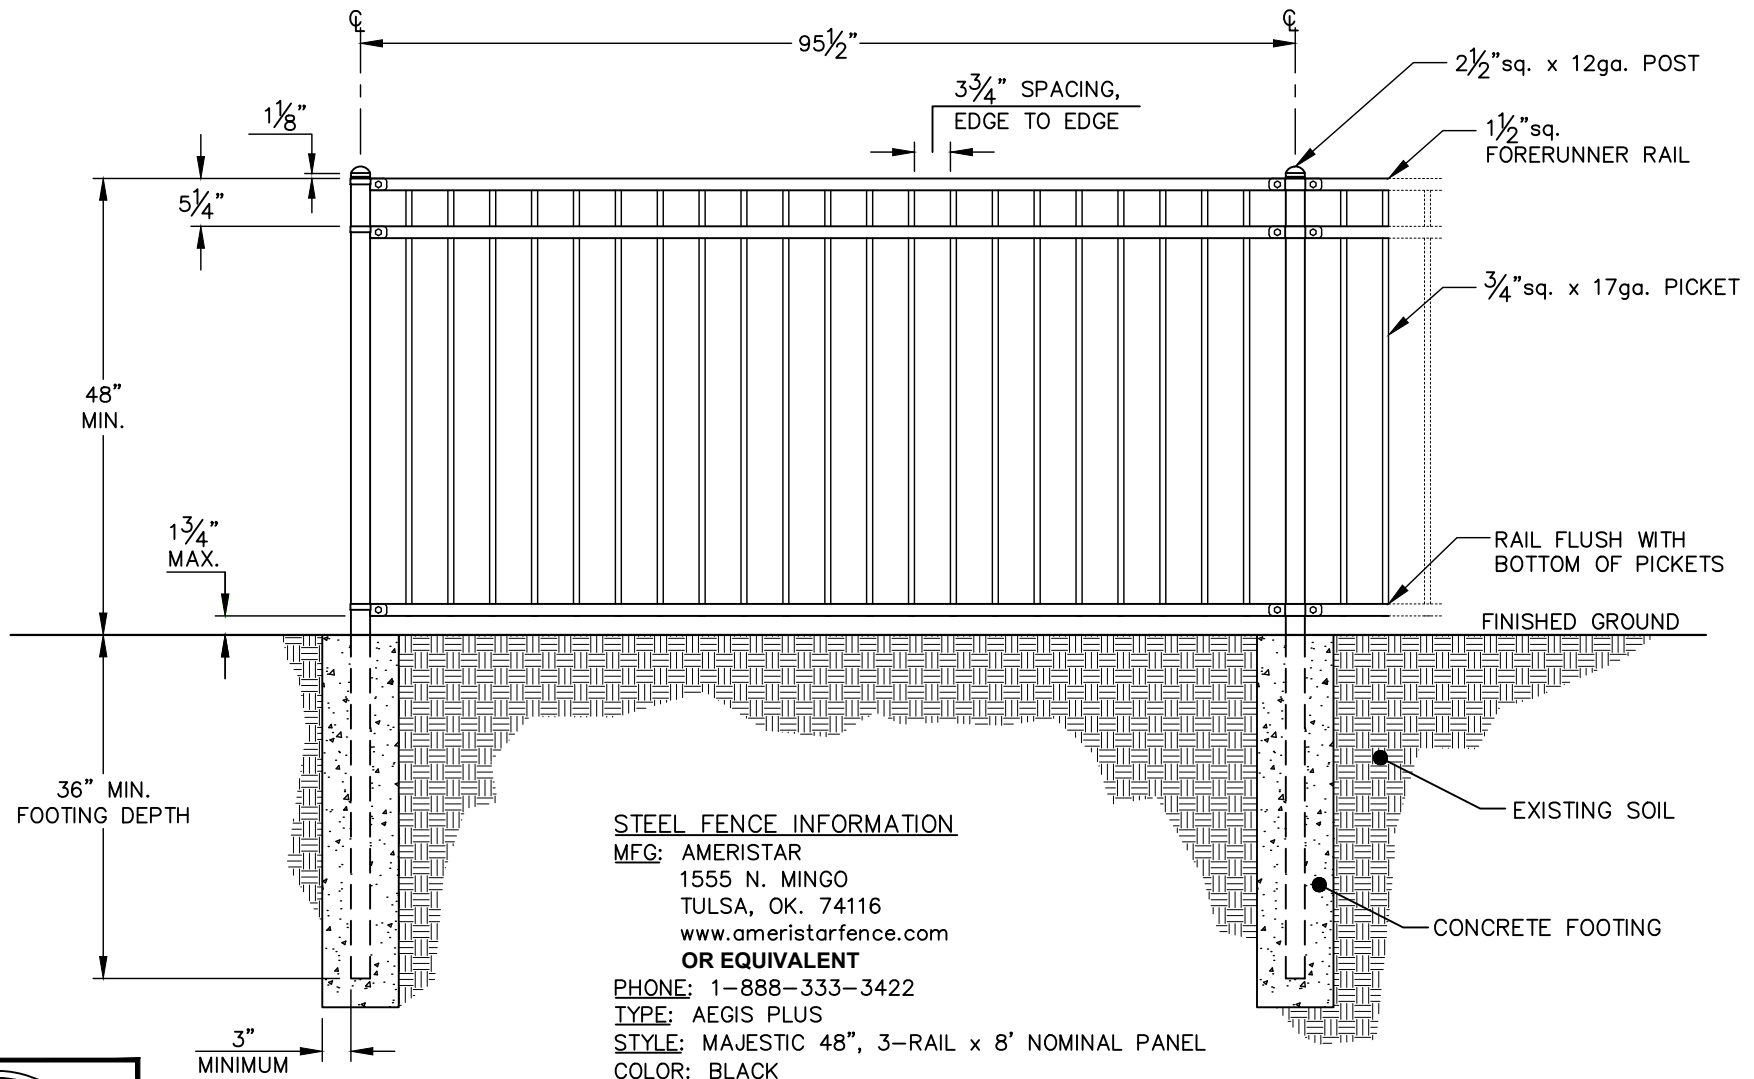 ℄ ℄
95½"
2½"sq. x 12ga. POST
3¾" SPACING,
EDGE TO EDGE
1⅛"
1½"sq.
FORERUNNER RAIL
5¼"
¾"sq. x 17ga. PICKET
48"
MIN.
1¾"
MAX.
RAIL FLUSH WITH
BOTTOM OF PICKETS
FINISHED GROUND
36" MIN.
FOOTING DEPTH
EXISTING SOIL
CONCRETE FOOTING
STEEL FENCE INFORMATION
MFG: AMERISTAR
1555 N. MINGO
TULSA, OK. 74116
www.ameristarfence.com
OR EQUIVALENT
PHONE: 1-888-333-3422
TYPE: AEGIS PLUS
STYLE: MAJESTIC 48", 3-RAIL x 8' NOMINAL PANEL
COLOR: BLACK
3"
MINIMUM